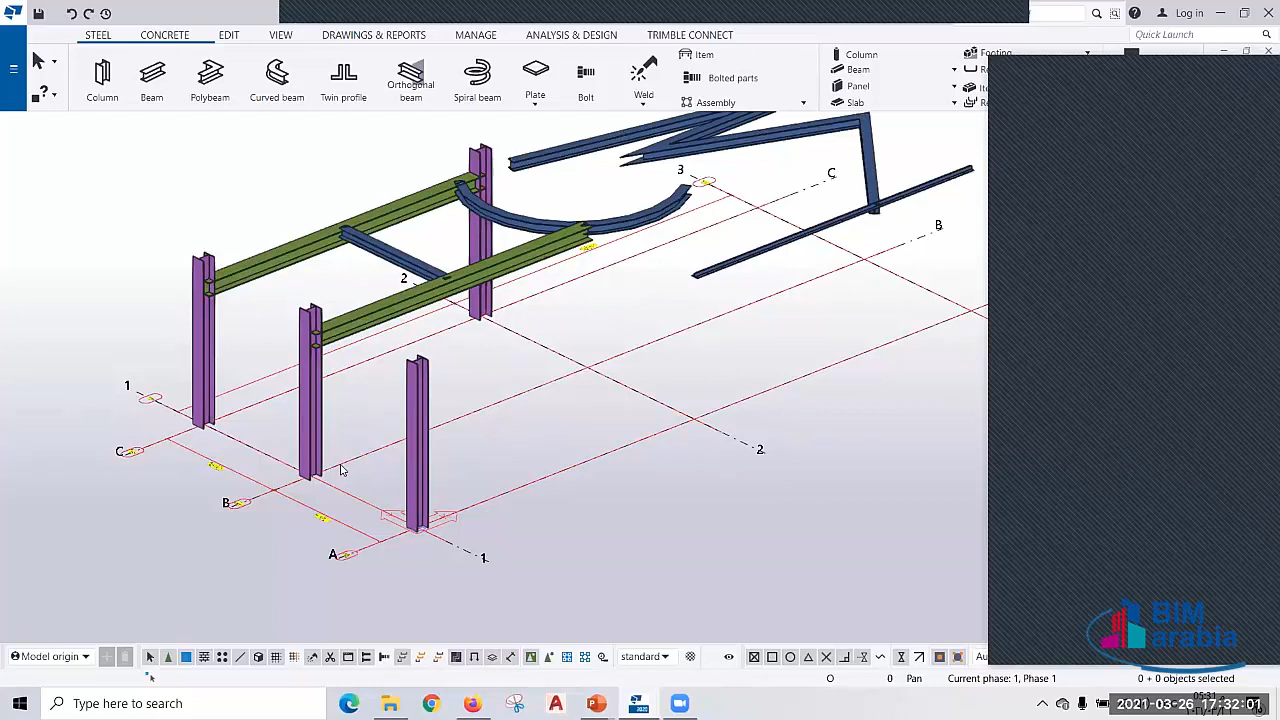 Log in
STEEL CONCRETE EDIT VIEW DRAWINGS & REPORTS MANAGE ANALYSIS & DESIGN TRIMBLE CONNECT
Quick Launch
Item
Column
Footing
Beam
Bolted parts
Panel
Assembly
Slab
Column Beam Polybeam Curved beam Twin profile Orthogonal beam Spiral beam Plate Bolt Weld
3
C
B
2
1
C
2
B
A
1
Model origin
standard
Au
O 0 Pan Current phase: 1, Phase 1 0 + 0 objects selected
BIM
arabia
Type here to search
2021-03-26 17:32:01